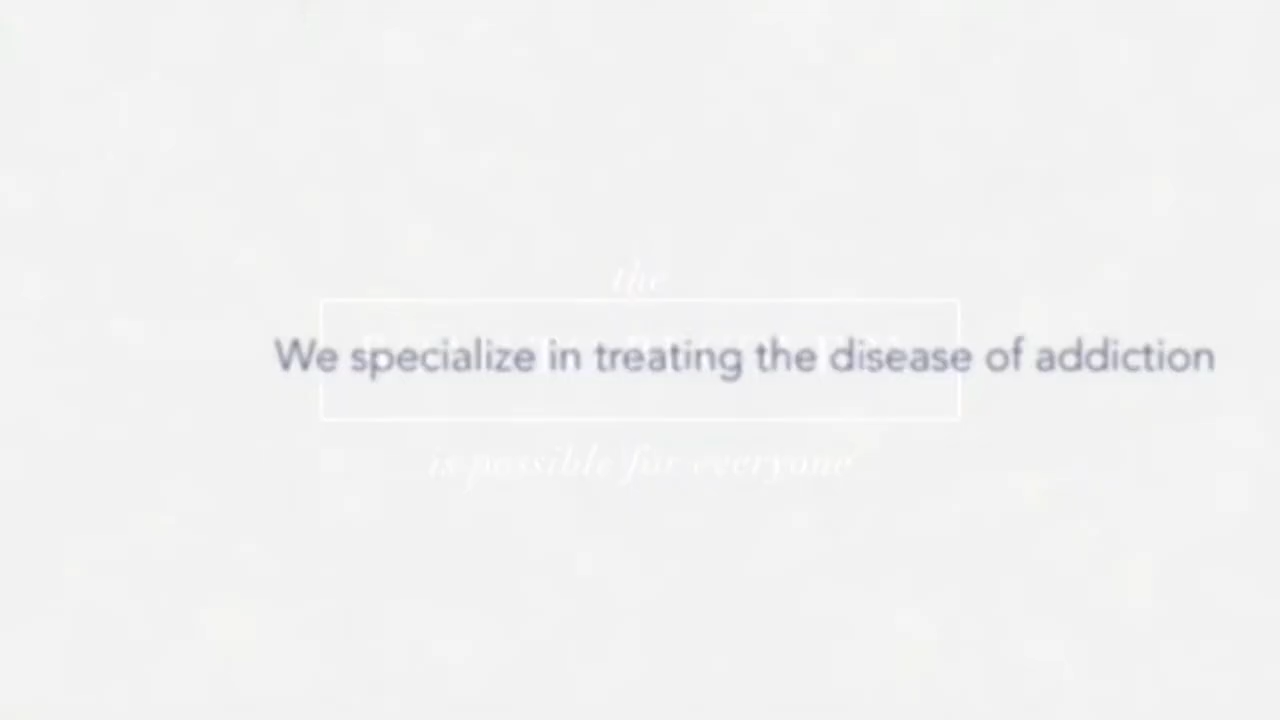 the
We specialize in treating the disease of addiction
is possible for everyone